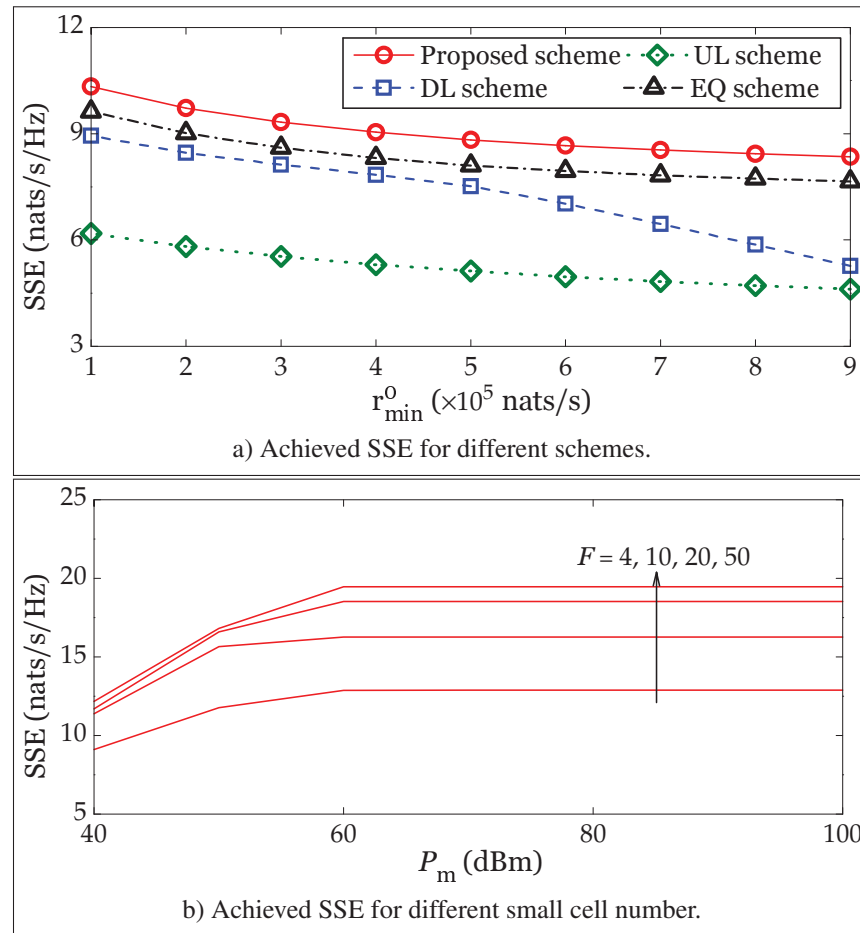 12
9
6
3
SSE (nats/s/Hz)
Proposed scheme
UL scheme
DL scheme
EQ scheme
1 2 3 4 5 6 7 8 9
r^o_min (×10^5 nats/s)
a) Achieved SSE for different schemes.
25
20
15
10
5
SSE (nats/s/Hz)
F = 4, 10, 20, 50
40 60 80 100
P_m (dBm)
b) Achieved SSE for different small cell number.